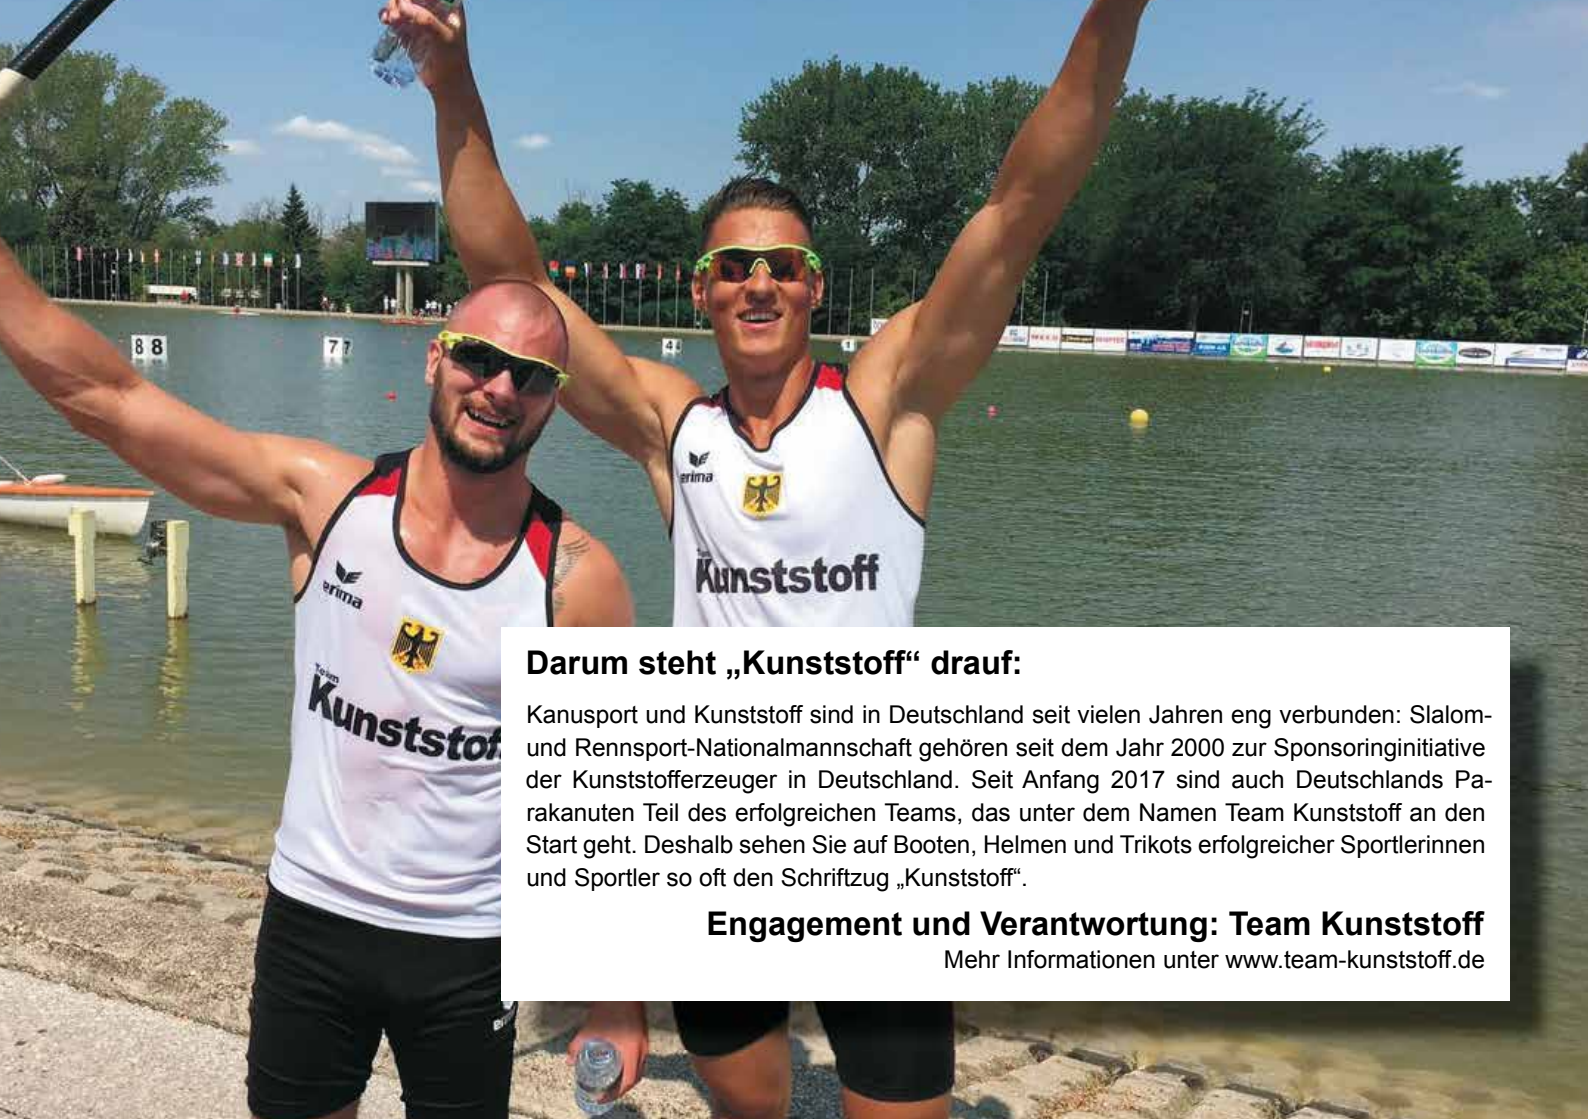 88
77
4
1
erima
Team
Kunststoff
erima
Team
Kunststof
Darum steht „Kunststoff“ drauf:
Kanusport und Kunststoff sind in Deutschland seit vielen Jahren eng verbunden: Slalom-
und Rennsport-Nationalmannschaft gehören seit dem Jahr 2000 zur Sponsoringinitiative
der Kunststofferzeuger in Deutschland. Seit Anfang 2017 sind auch Deutschlands Pa-
rakanuten Teil des erfolgreichen Teams, das unter dem Namen Team Kunststoff an den
Start geht. Deshalb sehen Sie auf Booten, Helmen und Trikots erfolgreicher Sportlerinnen
und Sportler so oft den Schriftzug „Kunststoff“.
Engagement und Verantwortung: Team Kunststoff
Mehr Informationen unter www.team-kunststoff.de